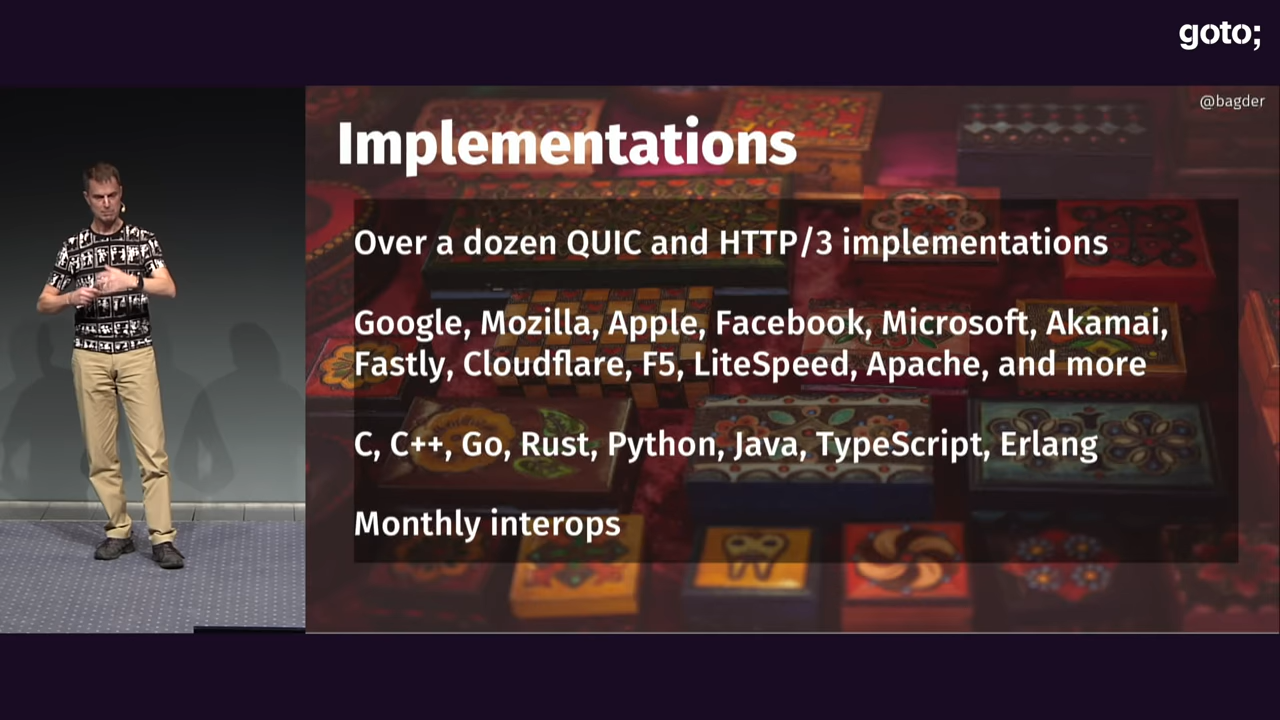 goto;
@bagder
Implementations
Over a dozen QUIC and HTTP/3 implementations
Google, Mozilla, Apple, Facebook, Microsoft, Akamai,
Fastly, Cloudflare, F5, LiteSpeed, Apache, and more
C, C++, Go, Rust, Python, Java, TypeScript, Erlang
Monthly interops